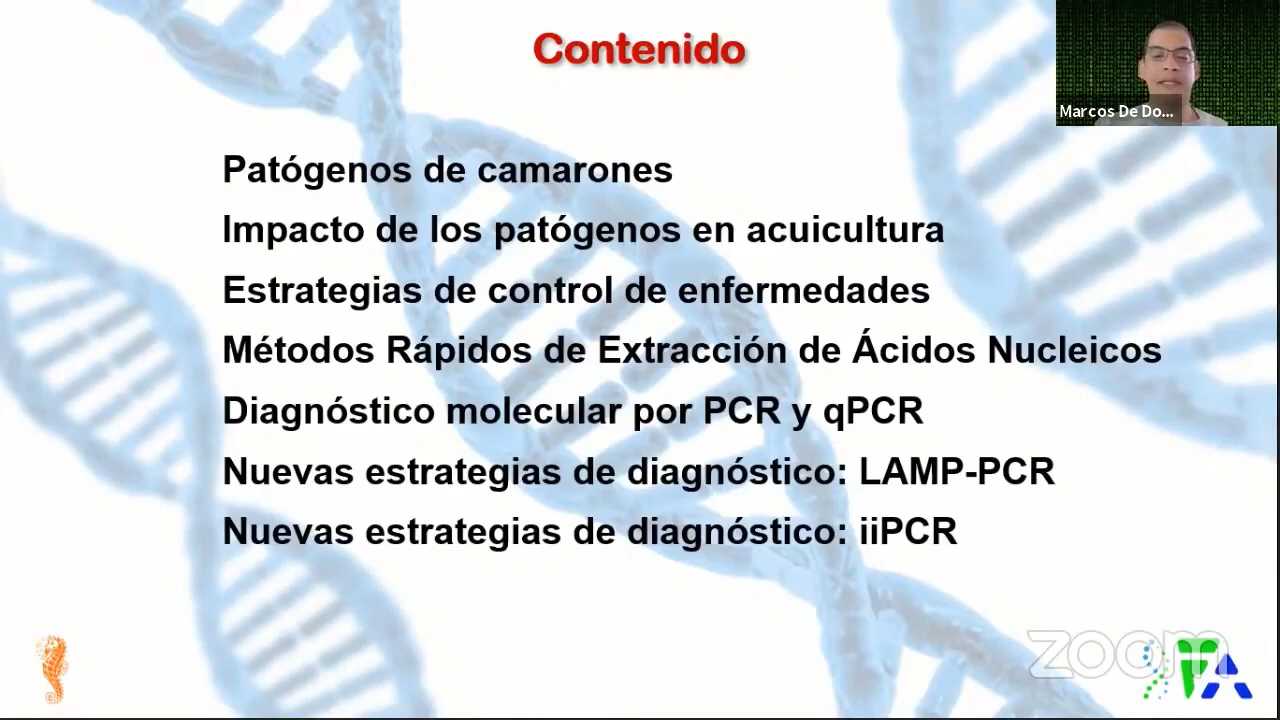 Contenido
Marcos De Do...
Patógenos de camarones
Impacto de los patógenos en acuicultura
Estrategias de control de enfermedades
Métodos Rápidos de Extracción de Ácidos Nucleicos
Diagnóstico molecular por PCR y qPCR
Nuevas estrategias de diagnóstico: LAMP-PCR
Nuevas estrategias de diagnóstico: iiPCR
zoom
TA